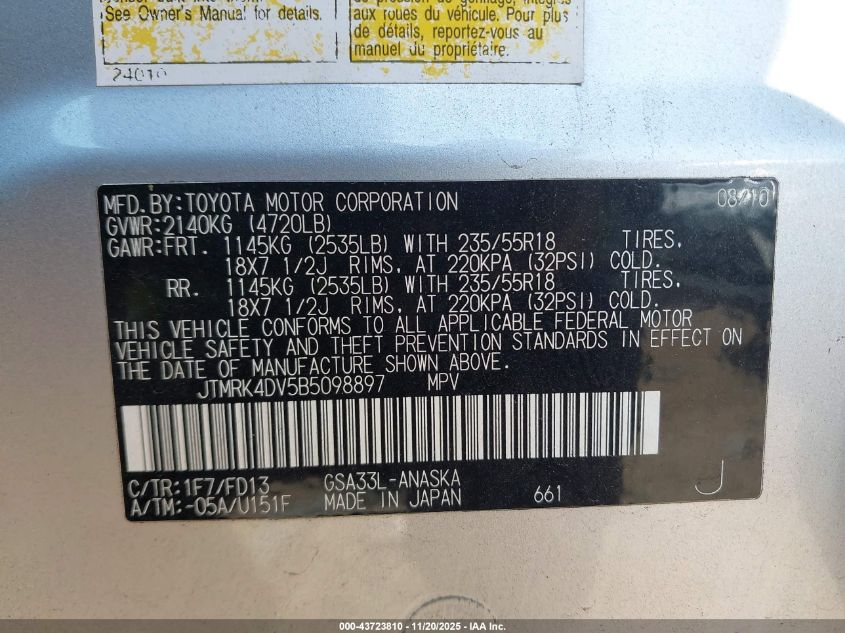 See Owner's Manual for details.
aux roues du véhicule. Pour plus
de détails, reportez-vous au
manuel du propriétaire.
24010
MFD.BY:TOYOTA MOTOR CORPORATION 08/10
GVWR:2140KG (4720LB)
GAWR:FRT. 1145KG (2535LB) WITH 235/55R18 TIRES,
18X7 1/2J RIMS, AT 220KPA (32PSI) COLD.
RR. 1145KG (2535LB) WITH 235/55R18 TIRES,
18X7 1/2J RIMS, AT 220KPA (32PSI) COLD.
THIS VEHICLE CONFORMS TO ALL APPLICABLE FEDERAL MOTOR
VEHICLE SAFETY AND THEFT PREVENTION STANDARDS IN EFFECT ON
THE DATE OF MANUFACTURE SHOWN ABOVE.
JTMRK4DV5B5098897 MPV
C/TR:1F7/FD13 GSA33L-ANASKA
A/TM:-05A/U151F MADE IN JAPAN 661 J
000-43723810 - 11/20/2025 - IAA Inc.